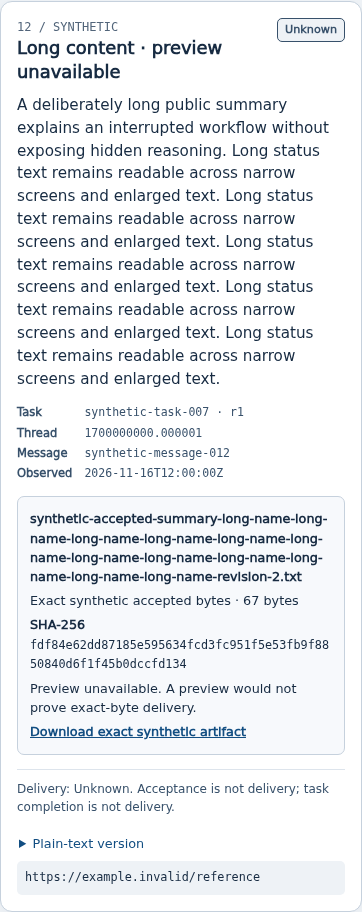 12 / SYNTHETIC
Unknown
Long content · preview
unavailable
A deliberately long public summary
explains an interrupted workflow without
exposing hidden reasoning. Long status
text remains readable across narrow
screens and enlarged text. Long status
text remains readable across narrow
screens and enlarged text. Long status
text remains readable across narrow
screens and enlarged text. Long status
text remains readable across narrow
screens and enlarged text. Long status
text remains readable across narrow
screens and enlarged text.
Task synthetic-task-007 · r1
Thread 1700000000.000001
Message synthetic-message-012
Observed 2026-11-16T12:00:00Z
synthetic-accepted-summary-long-name-long-
name-long-name-long-name-long-name-long-
name-long-name-long-name-long-name-long-
name-long-name-long-name-revision-2.txt
Exact synthetic accepted bytes · 67 bytes
SHA-256
fdf84e62dd87185e595634fcd3fc951f5e53fb9f88
50840d6f1f45b0dccfd134
Preview unavailable. A preview would not
prove exact-byte delivery.
Download exact synthetic artifact
Delivery: Unknown. Acceptance is not delivery; task
completion is not delivery.
▶ Plain-text version
https://example.invalid/reference